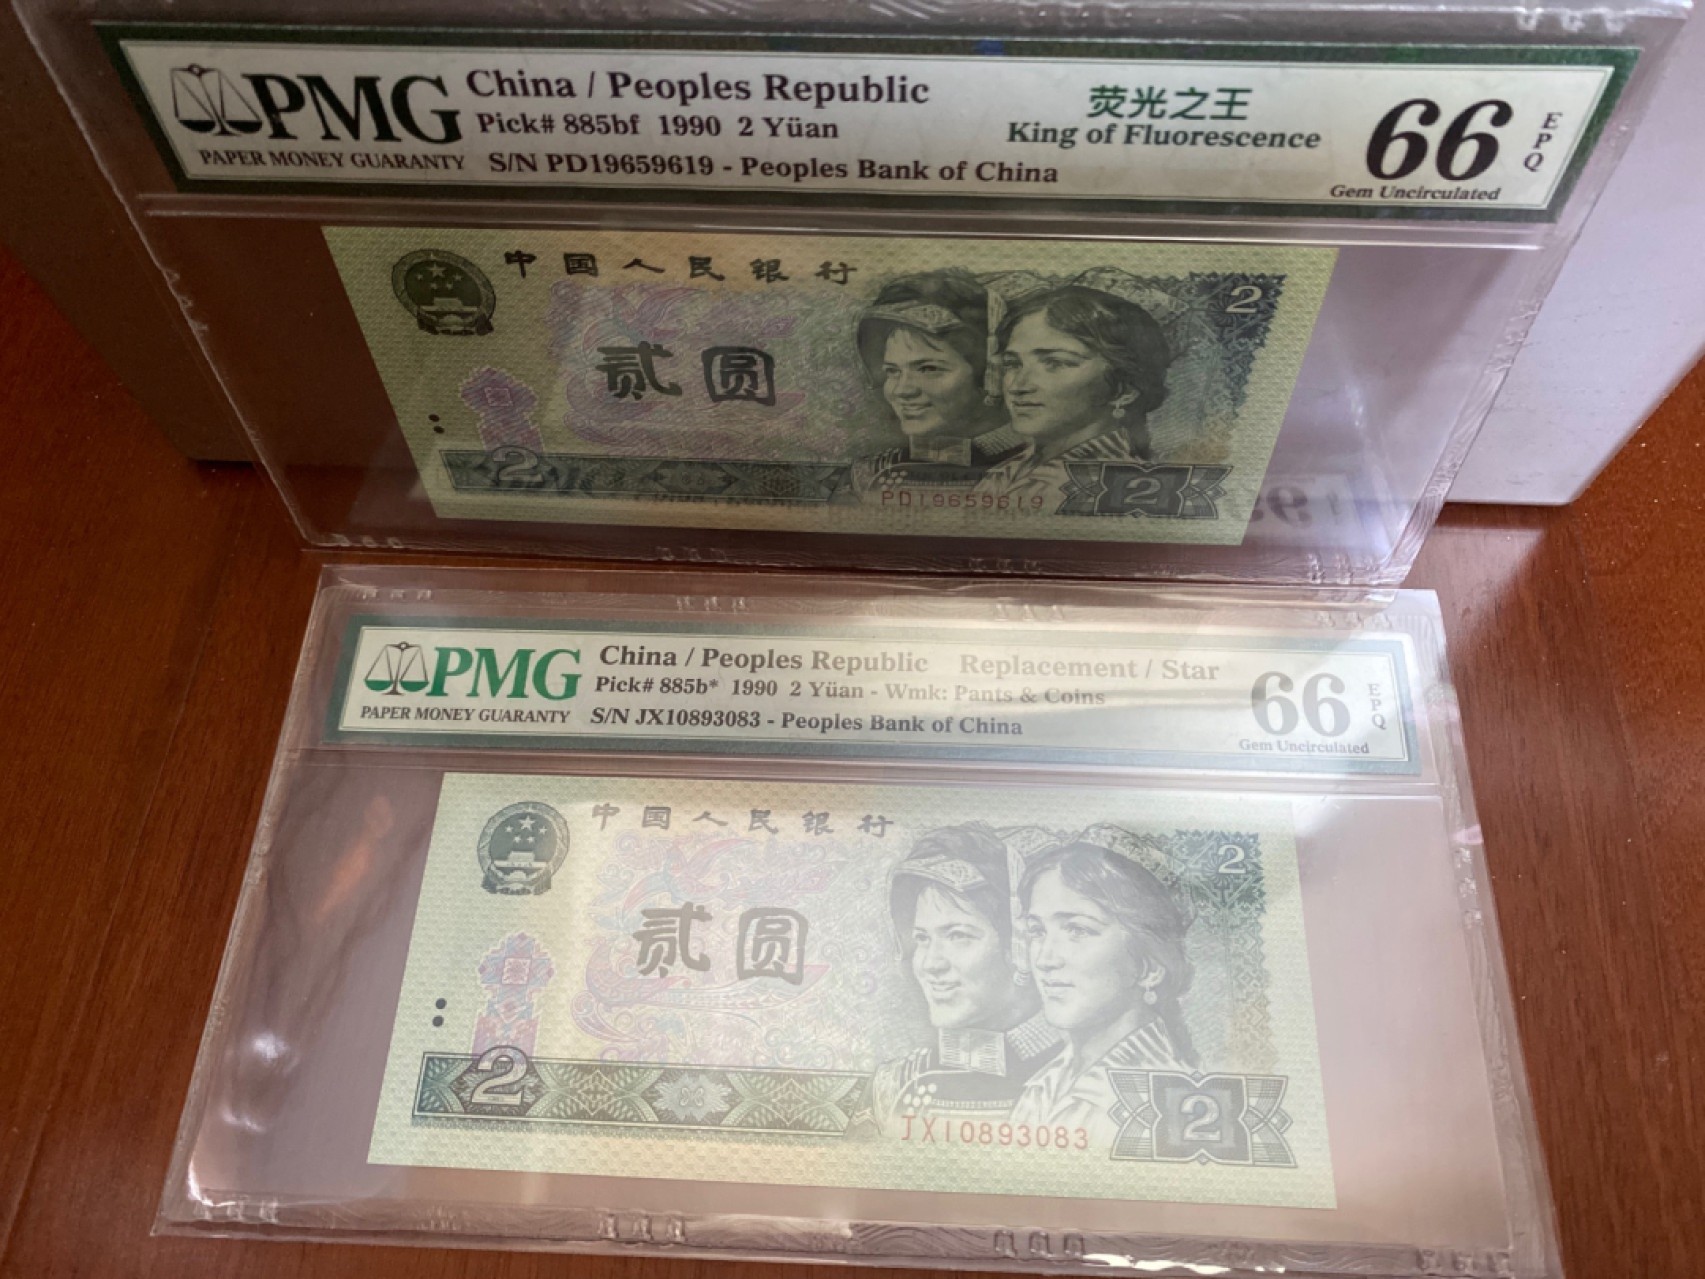 PMG
PAPER MONEY GUARANTY
China / Peoples Republic
Pick# 885bf 1990 2 Yüan
S/N PD19659619 - Peoples Bank of China
荧光之王
King of Fluorescence
66
EPQ
Gem Uncirculated
中国人民银行
2
贰圆
2
PD19659619
2
PMG
PAPER MONEY GUARANTY
China / Peoples Republic Replacement / Star
Pick# 885b* 1990 2 Yüan - Wmk: Pants & Coins
S/N JX10893083 - Peoples Bank of China
66
EPQ
Gem Uncirculated
中国人民银行
2
贰圆
2
JX10893083
2